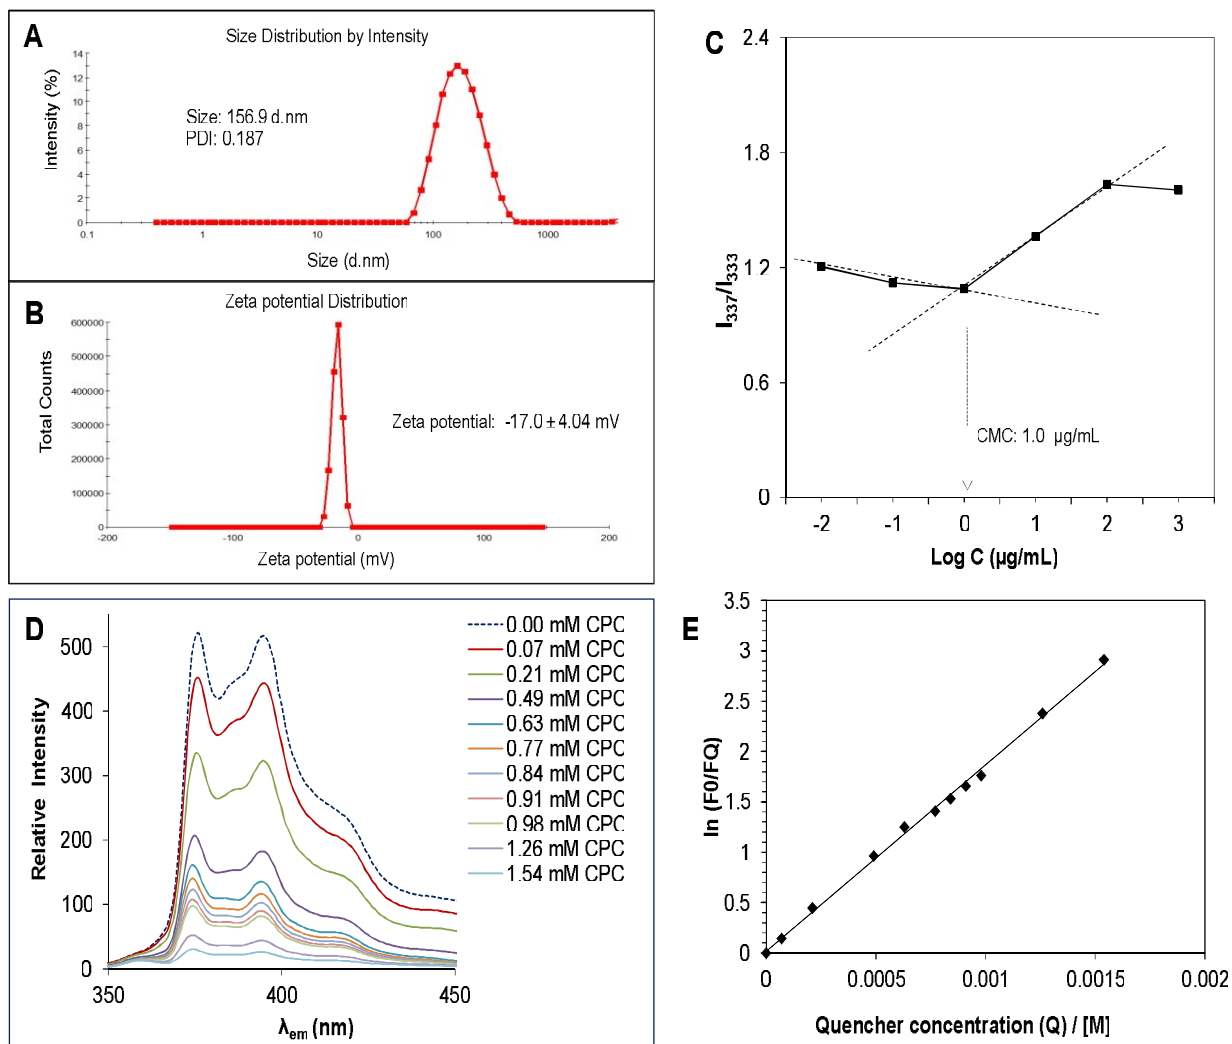 A
Size Distribution by Intensity
14
12
10
8
6
4
2
0
Intensity (%)
Size: 156.9 d.nm
PDI: 0.187
0.1
1
10
100
1000
Size (d.nm)
B
Zeta potential Distribution
600000
500000
400000
300000
200000
100000
0
Total Counts
Zeta potential: -17.0 ± 4.04 mV
-200
-100
0
100
200
Zeta potential (mV)
C
2.4
1.8
1.2
0.6
0
I337/I333
CMC: 1.0 µg/mL
-2
-1
0
1
2
3
Log C (µg/mL)
D
500
400
300
200
100
0
Relative Intensity
0.00 mM CPC
0.07 mM CPC
0.21 mM CPC
0.49 mM CPC
0.63 mM CPC
0.77 mM CPC
0.84 mM CPC
0.91 mM CPC
0.98 mM CPC
1.26 mM CPC
1.54 mM CPC
350
400
450
λem (nm)
E
3.5
3
2.5
2
1.5
1
0.5
0
ln (F0/FQ)
0
0.0005
0.001
0.0015
0.002
Quencher concentration (Q) / [M]